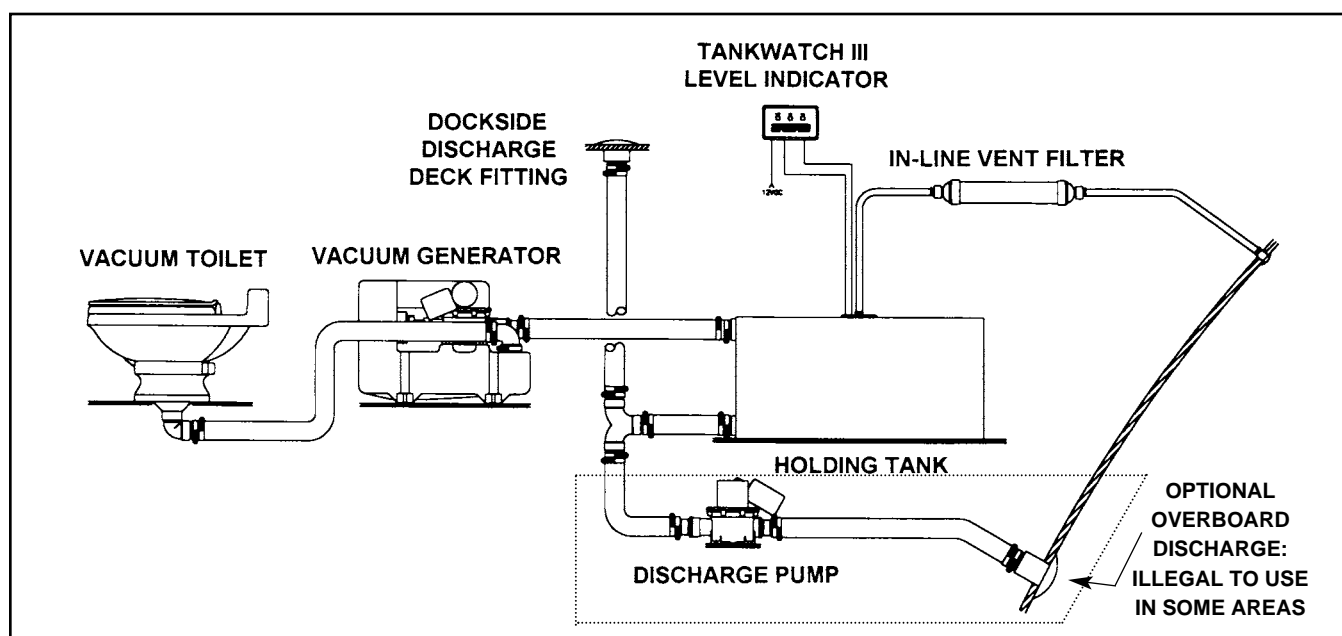 TANKWATCH III
LEVEL INDICATOR
DOCKSIDE
DISCHARGE
DECK FITTING
12VDC
IN-LINE VENT FILTER
VACUUM TOILET
VACUUM GENERATOR
HOLDING TANK
DISCHARGE PUMP
OPTIONAL
OVERBOARD
DISCHARGE:
ILLEGAL TO USE
IN SOME AREAS